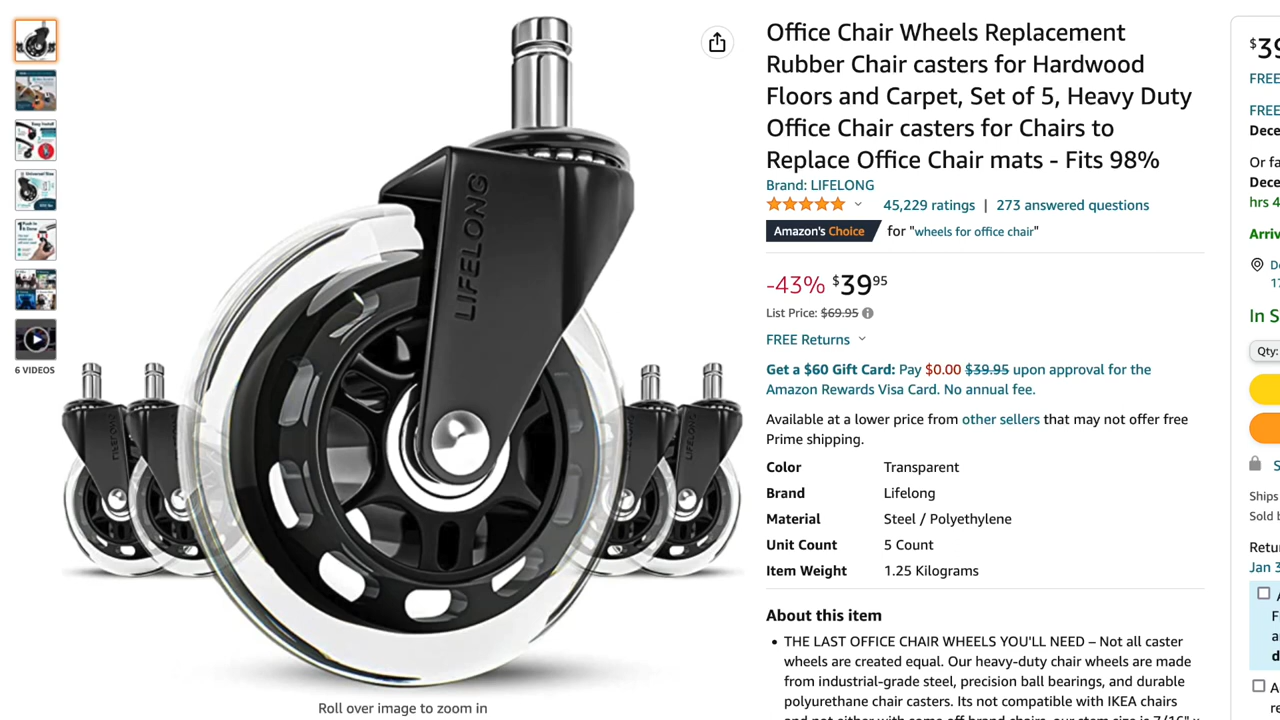 Office Chair Wheels Replacement
Rubber Chair casters for Hardwood
Floors and Carpet, Set of 5, Heavy Duty
Office Chair casters for Chairs to
Replace Office Chair mats - Fits 98%
Brand: LIFELONG
45,229 ratings | 273 answered questions
Amazon's Choice for "wheels for office chair"
-43% $39 95
List Price: $69.95
FREE Returns
Get a $60 Gift Card: Pay $0.00 $39.95 upon approval for the
Amazon Rewards Visa Card. No annual fee.
Available at a lower price from other sellers that may not offer free
Prime shipping.
Color Transparent
Brand Lifelong
Material Steel / Polyethylene
Unit Count 5 Count
Item Weight 1.25 Kilograms
About this item
• THE LAST OFFICE CHAIR WHEELS YOU'LL NEED – Not all caster
wheels are created equal. Our heavy-duty chair wheels are made
from industrial-grade steel, precision ball bearings, and durable
polyurethane chair casters. Its not compatible with IKEA chairs
LIFELONG
6 VIDEOS
Roll over image to zoom in
$39
FREE
FREE
Dece
Or fa
Dece
hrs 4
Arriv
In S
Qty:
Ships
Sold b
Retu
Jan 3